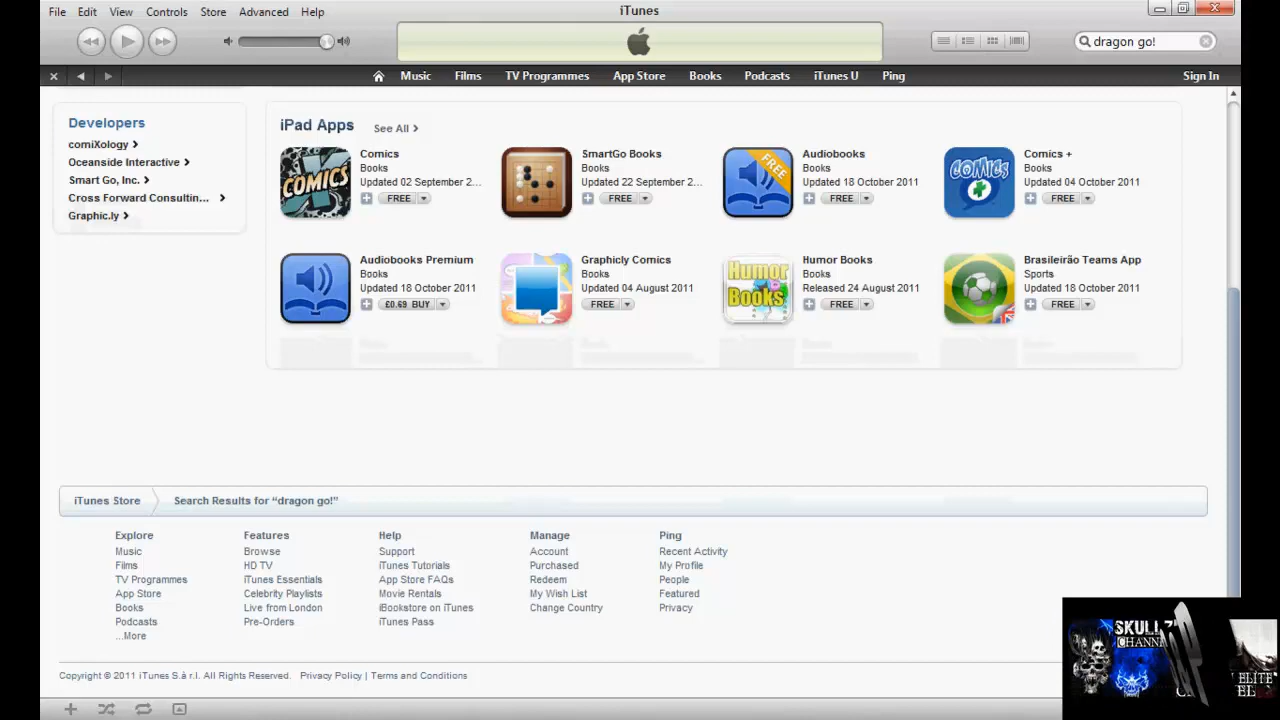 File Edit View Controls Store Advanced Help
iTunes
dragon go!
Music Films TV Programmes App Store Books Podcasts iTunes U Ping Sign In
Developers
comiXology
Oceanside Interactive
Smart Go, Inc.
Cross Forward Consultin...
Graphic.ly
iPad Apps See All
COMICS
Comics
Books
Updated 02 September 2...
FREE
SmartGo Books
Books
Updated 22 September 2...
FREE
FREE
Audiobooks
Books
Updated 18 October 2011
FREE
COMICS
Comics +
Books
Updated 04 October 2011
FREE
Audiobooks Premium
Books
Updated 18 October 2011
£0.69 BUY
Graphicly Comics
Books
Updated 04 August 2011
FREE
Humor
Books
Humor Books
Books
Released 24 August 2011
FREE
Brasileirão Teams App
Sports
Updated 18 October 2011
FREE
iTunes Store Search Results for “dragon go!”
Explore
Music
Films
TV Programmes
App Store
Books
Podcasts
...More
Features
Browse
HD TV
iTunes Essentials
Celebrity Playlists
Live from London
Pre-Orders
Help
Support
iTunes Tutorials
App Store FAQs
Movie Rentals
iBookstore on iTunes
iTunes Pass
Manage
Account
Purchased
Redeem
My Wish List
Change Country
Ping
Recent Activity
My Profile
People
Featured
Privacy
Copyright © 2011 iTunes S.à r.l. All Rights Reserved. Privacy Policy | Terms and Conditions
SKULLZ
ELITE